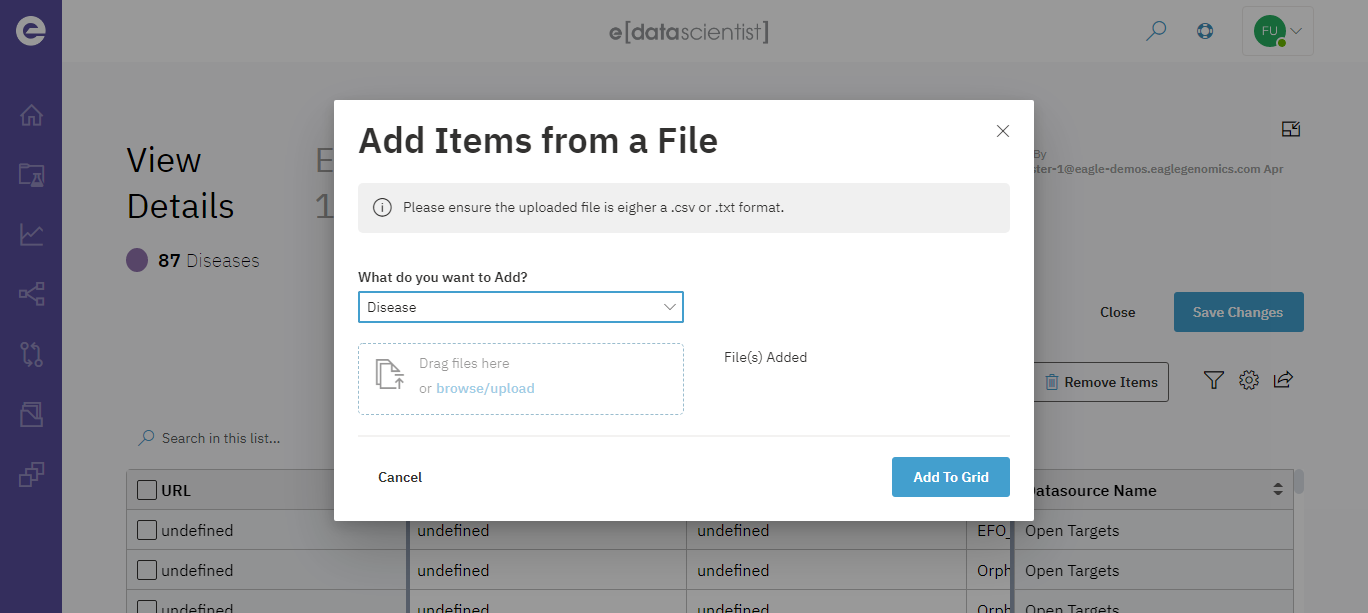 e[datascientist]
FU
View
Details
87 Diseases
By
ster-1@eagle-demos.eaglegenomics.com Apr
Add Items from a File
Please ensure the uploaded file is eigher a .csv or .txt format.
What do you want to Add?
Disease
Drag files here
or browse/upload
File(s) Added
Cancel
Add To Grid
Close
Save Changes
Remove Items
Search in this list...
URL
Datasource Name
undefined undefined undefined EFO_ Open Targets
undefined undefined undefined Orph Open Targets
undefined undefined undefined Orph Open Targets